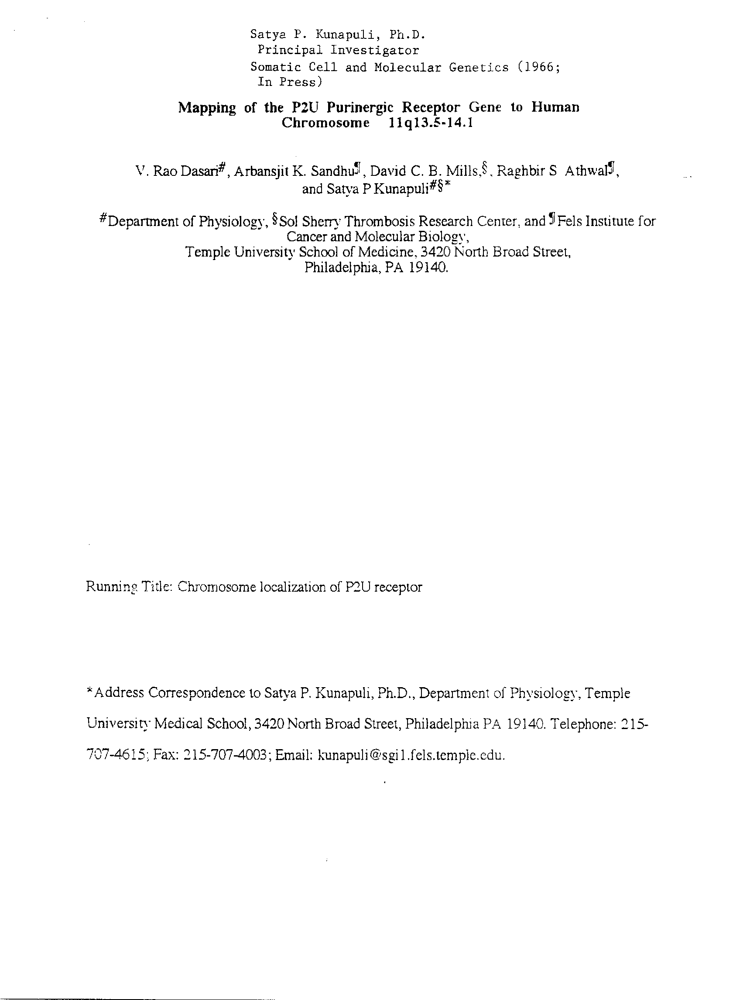 Satya P. Kunapuli, Ph.D.
Principal Investigator
Somatic Cell and Molecular Genetics (1966;
In Press)
Mapping of the P2U Purinergic Receptor Gene to Human
Chromosome 11q13.5-14.1
V. Rao Dasari#, Arbansjit K. Sandhu¶, David C. B. Mills,§, Raghbir S Athwal¶,
and Satya P Kunapuli#§*
#Department of Physiology, §Sol Sherry Thrombosis Research Center, and ¶Fels Institute for
Cancer and Molecular Biology,
Temple University School of Medicine, 3420 North Broad Street,
Philadelphia, PA 19140.
Running Title: Chromosome localization of P2U receptor
*Address Correspondence to Satya P. Kunapuli, Ph.D., Department of Physiology, Temple
University Medical School, 3420 North Broad Street, Philadelphia PA 19140. Telephone: 215-
707-4615; Fax: 215-707-4003; Email: kunapuli@sgi1.fels.temple.edu.